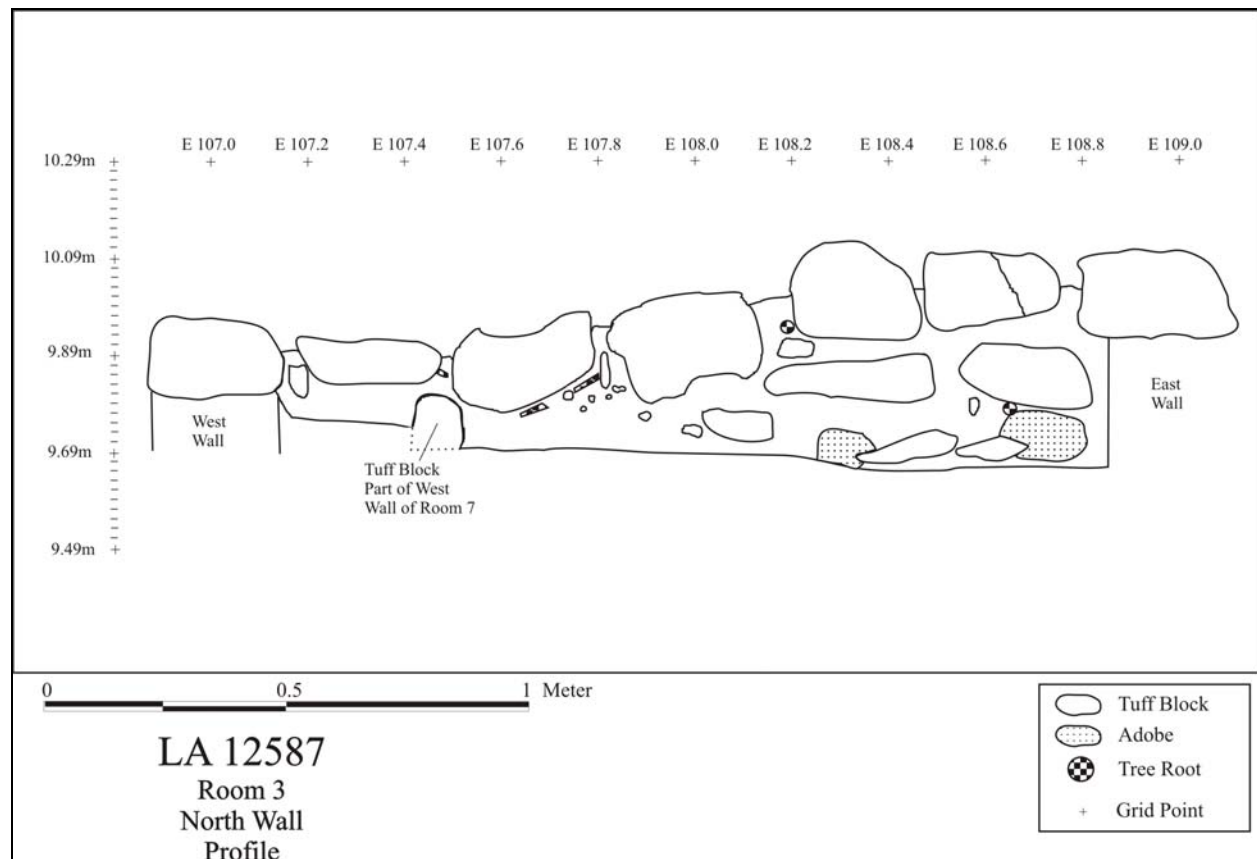 E 107.0 E 107.2 E 107.4 E 107.6 E 107.8 E 108.0 E 108.2 E 108.4 E 108.6 E 108.8 E 109.0
10.29m
10.09m
9.89m
9.69m
9.49m
West
Wall
East
Wall
Tuff Block
Part of West
Wall of Room 7
0 0.5 1 Meter
LA 12587
Room 3
North Wall
Profile
Tuff Block
Adobe
Tree Root
Grid Point